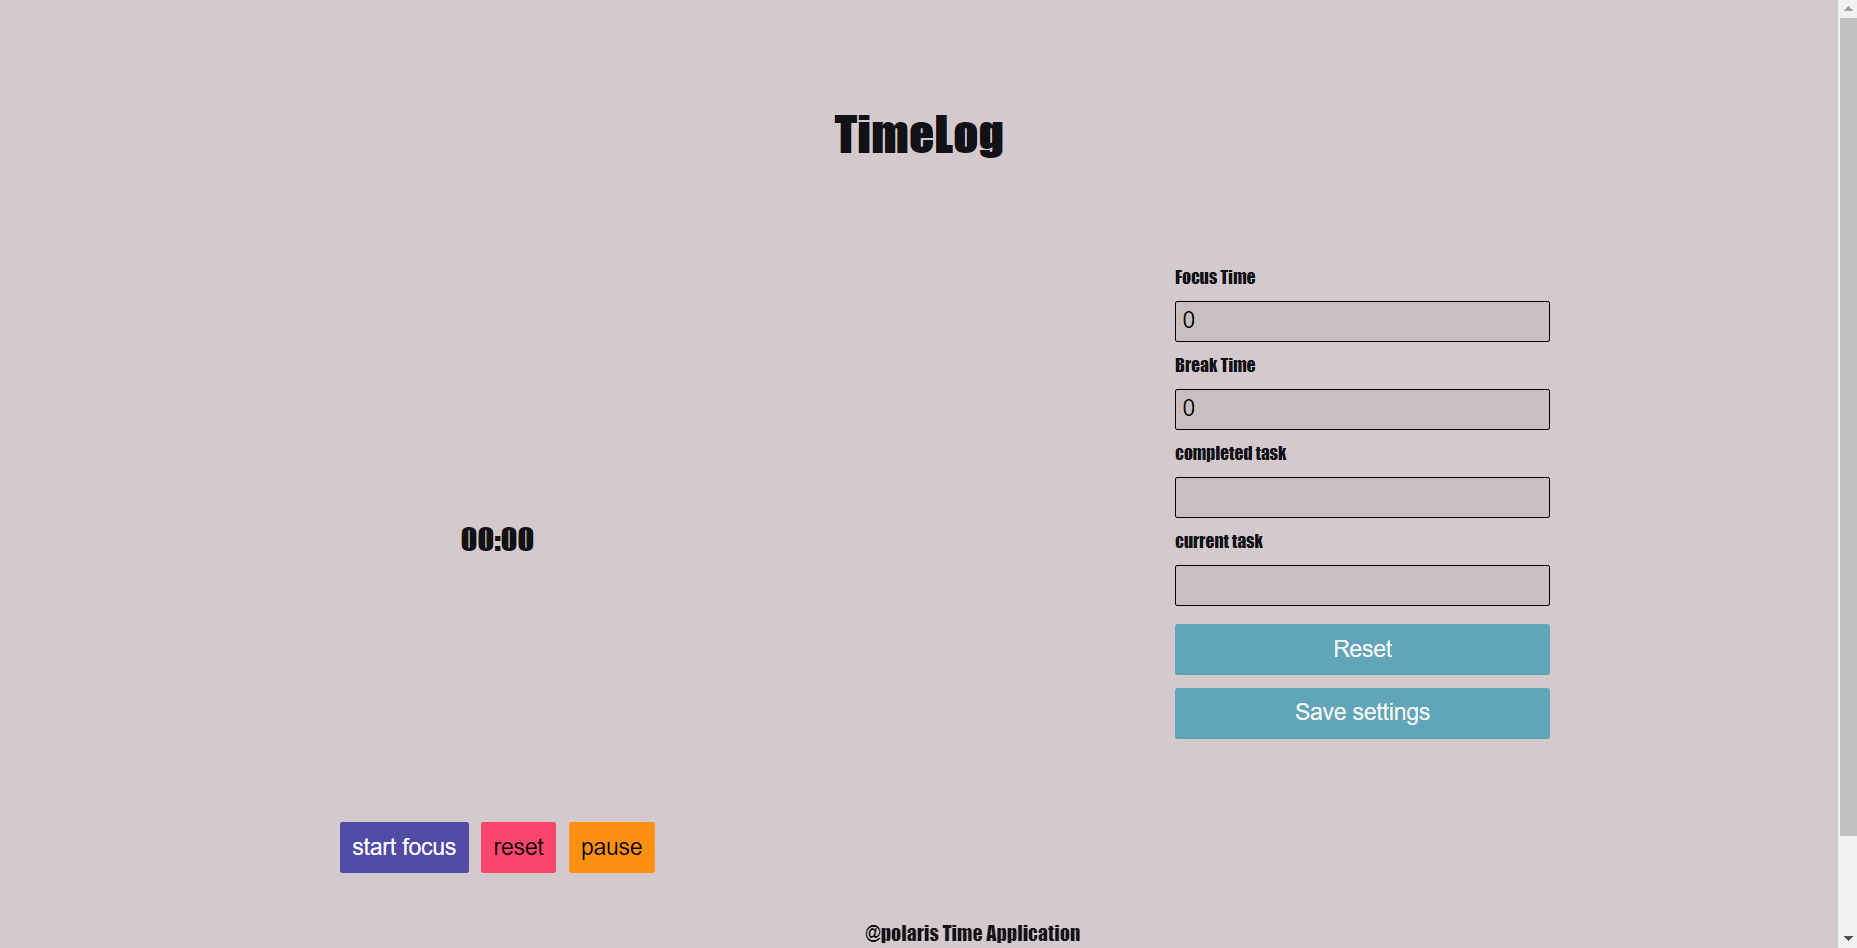 TimeLog
Focus Time
0
Break Time
0
completed task
current task
00:00
Reset
Save settings
start focus
reset
pause
@polaris Time Application